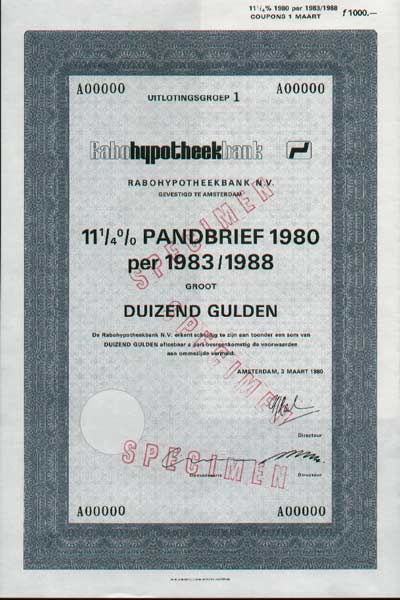 11¼% 1980 per 1983/1988
COUPONS 1 MAART
ƒ 1000.—
A00000 A00000
UITLOTINGSGROEP 1
Rabohypotheekbank
RABOHYPOTHEEKBANK N.V.
GEVESTIGD TE AMSTERDAM
11¼% PANDBRIEF 1980
per 1983/1988
GROOT
DUIZEND GULDEN
De Rabohypotheekbank N.V. erkent schuldig te zijn aan toonder een som van
DUIZEND GULDEN aflosbaar a pari overeenkomstig de voorwaarden
aan ommezijde vermeld.
AMSTERDAM, 3 MAART 1980
Directeur
Commissaris Directeur
SPECIMEN
SPECIMEN
SPECIMEN
A00000 A00000